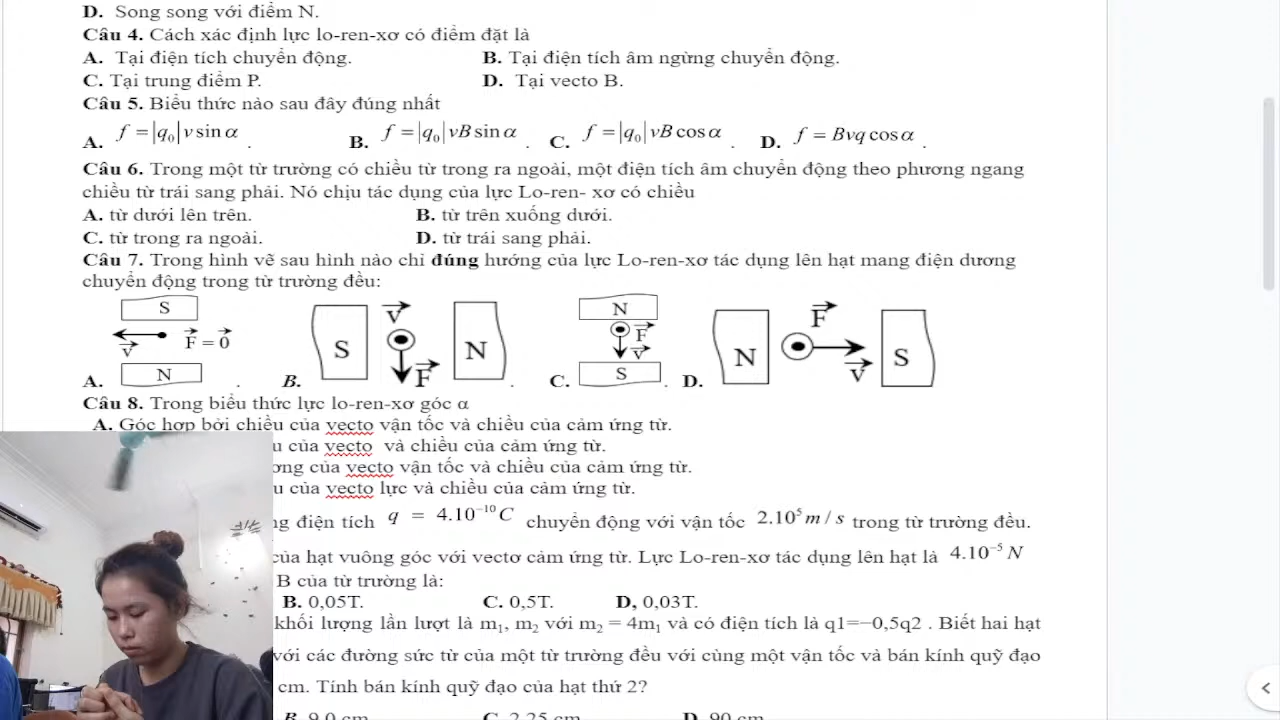 D. Song song với điểm N.
Câu 4. Cách xác định lực lo-ren-xơ có điểm đặt là
A. Tại điện tích chuyển động. B. Tại điện tích âm ngừng chuyển động.
C. Tại trung điểm P. D. Tại vecto B.
Câu 5. Biểu thức nào sau đây đúng nhất
A. f = |q₀| v sin α . B. f = |q₀| vB sin α . C. f = |q₀| vB cos α . D. f = Bvq cos α .
Câu 6. Trong một từ trường có chiều từ trong ra ngoài, một điện tích âm chuyển động theo phương ngang
chiều từ trái sang phải. Nó chịu tác dụng của lực Lo-ren- xơ có chiều
A. từ dưới lên trên. B. từ trên xuống dưới.
C. từ trong ra ngoài. D. từ trái sang phải.
Câu 7. Trong hình vẽ sau hình nào chỉ đúng hướng của lực Lo-ren-xơ tác dụng lên hạt mang điện dương
chuyển động trong từ trường đều:
S v F = 0 N A. .
S v F N B. .
N F v S C. .
N F v S D.
Câu 8. Trong biểu thức lực lo-ren-xơ góc α
A. Góc hợp bởi chiều của vecto vận tốc và chiều của cảm ứng từ.
của vecto và chiều của cảm ứng từ.
của vecto vận tốc và chiều của cảm ứng từ.
của vecto lực và chiều của cảm ứng từ.
điện tích q = 4.10⁻¹⁰ C chuyển động với vận tốc 2.10⁵ m / s trong từ trường đều.
của hạt vuông góc với vectơ cảm ứng từ. Lực Lo-ren-xơ tác dụng lên hạt là 4.10⁻⁵ N
B của từ trường là:
B. 0,05T. C. 0,5T. D, 0,03T.
khối lượng lần lượt là m₁, m₂ với m₂ = 4m₁ và có điện tích là q1=−0,5q2 . Biết hai hạt
với các đường sức từ của một từ trường đều với cùng một vận tốc và bán kính quỹ đạo
cm. Tính bán kính quỹ đạo của hạt thứ 2?
B. 9,0 cm C. 2,25 cm D. 90 cm